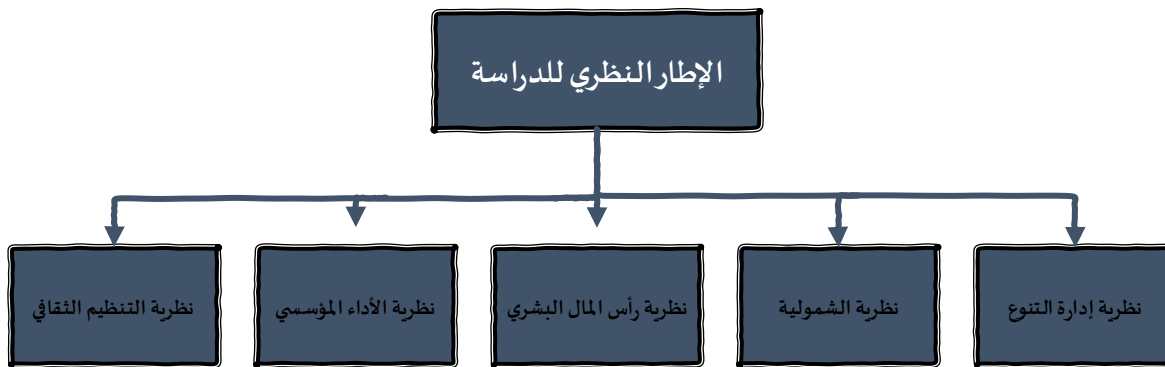 الإطار النظري للدراسة
نظرية إدارة التنوع
نظرية الشمولية
نظرية رأس المال البشري
نظرية الأداء المؤسسي
نظرية التنظيم الثقافي